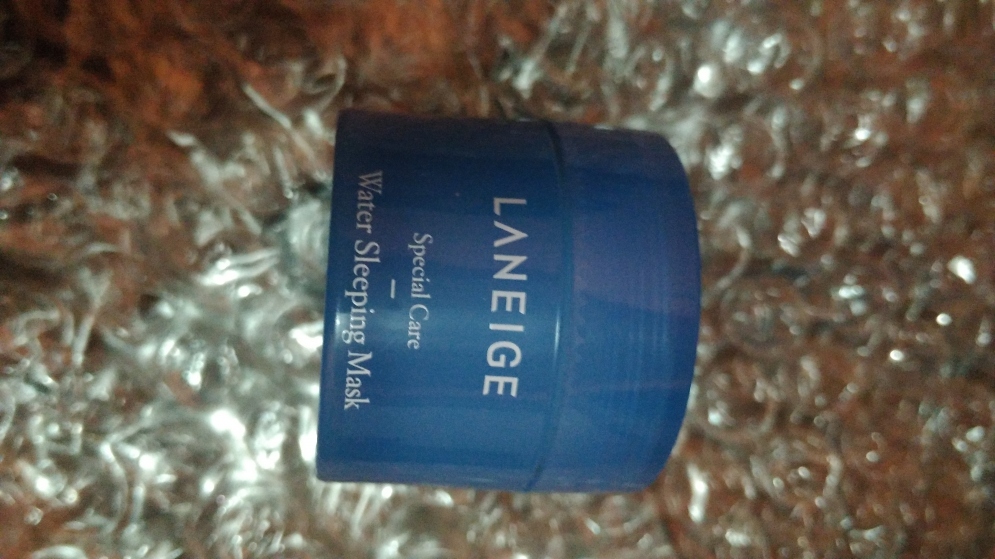 LANEIGE
Special Care
Water Sleeping Mask